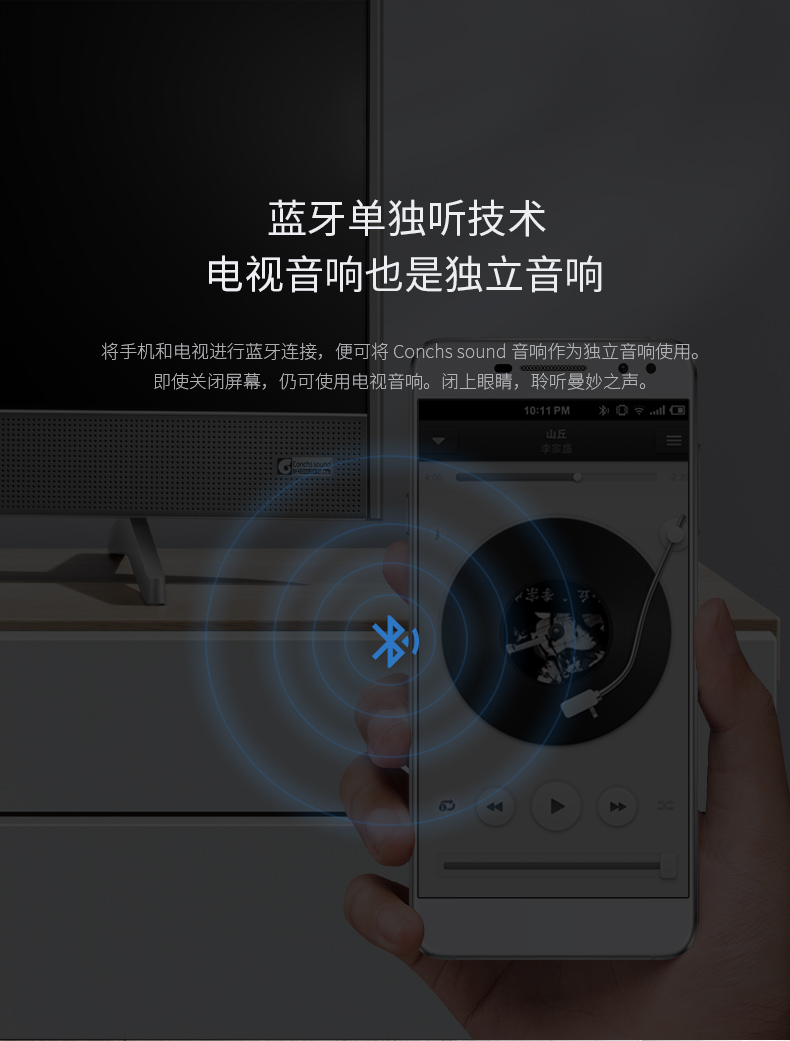 蓝牙单独听技术
电视音响也是独立音响
将手机和电视进行蓝牙连接，便可将 Conchs sound 音响作为独立音响使用。
即使关闭屏幕，仍可使用电视音响。闭上眼睛，聆听曼妙之声。
10:11 PM
山丘
李宗盛
Conchs sound